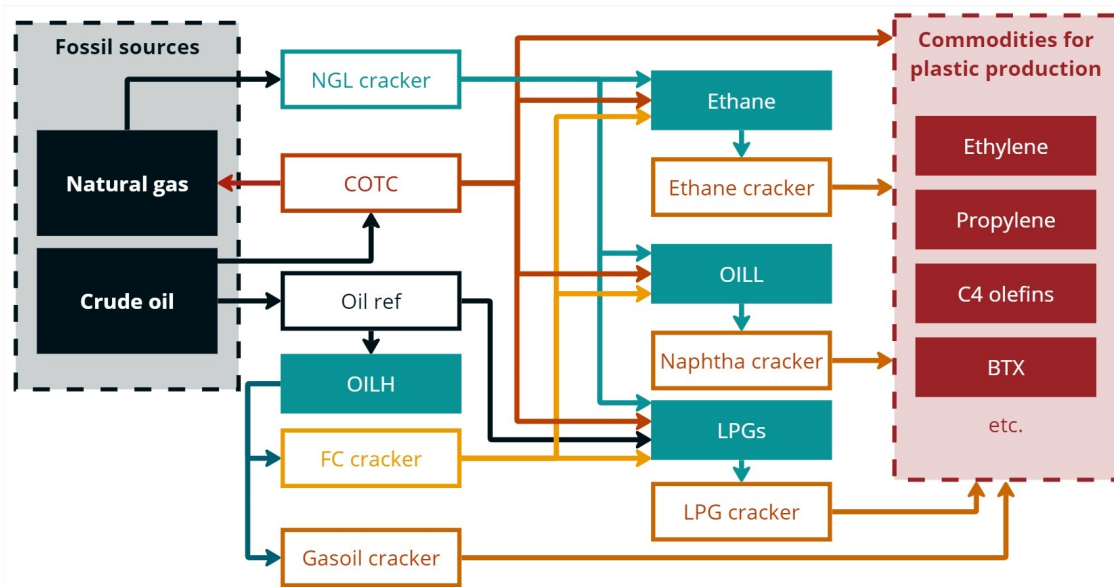 Fossil sources
Natural gas
Crude oil
NGL cracker
COTC
Oil ref
OILH
FC cracker
Gasoil cracker
Ethane
Ethane cracker
OILL
Naphtha cracker
LPGs
LPG cracker
Commodities for
plastic production
Ethylene
Propylene
C4 olefins
BTX
etc.